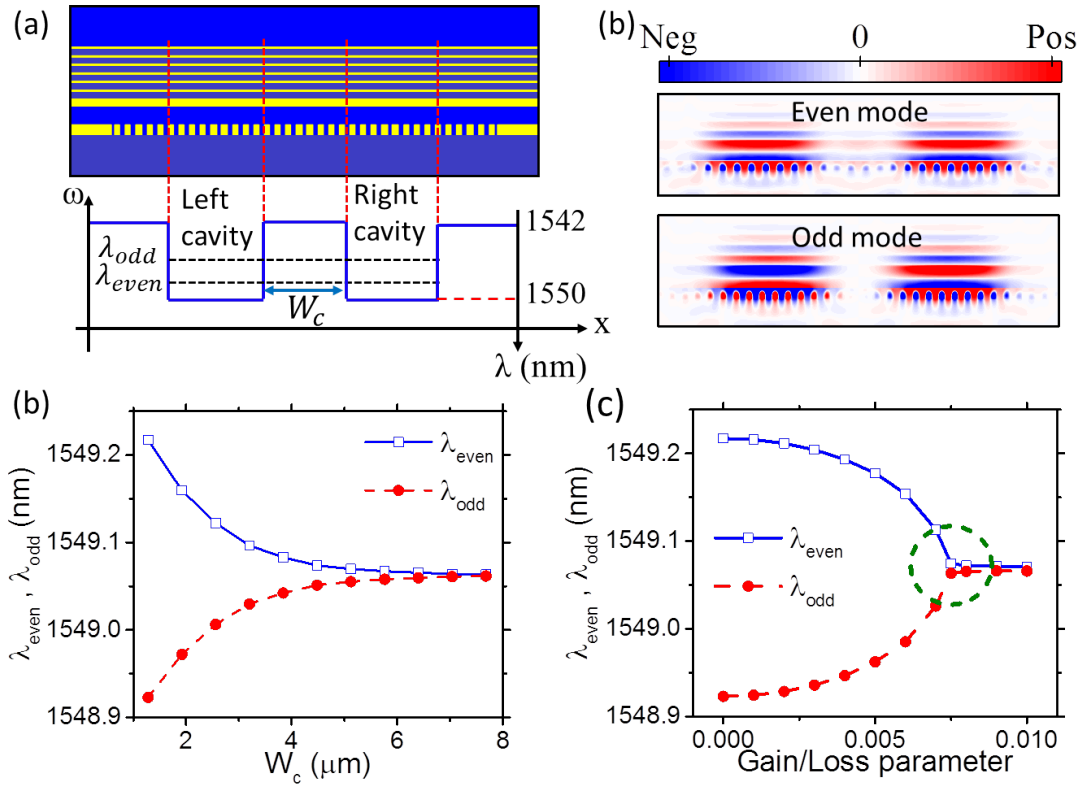 (a)
ω
Left cavity
Right cavity
1542
λodd
λeven
Wc
1550
x
λ (nm)
(b)
Neg 0 Pos
Even mode
Odd mode
(b)
λeven , λodd (nm)
1549.2
1549.1
1549.0
1548.9
λeven
λodd
2 4 6 8
Wc (μm)
(c)
λeven , λodd (nm)
1549.2
1549.1
1549.0
1548.9
λeven
λodd
0.000 0.005 0.010
Gain/Loss parameter